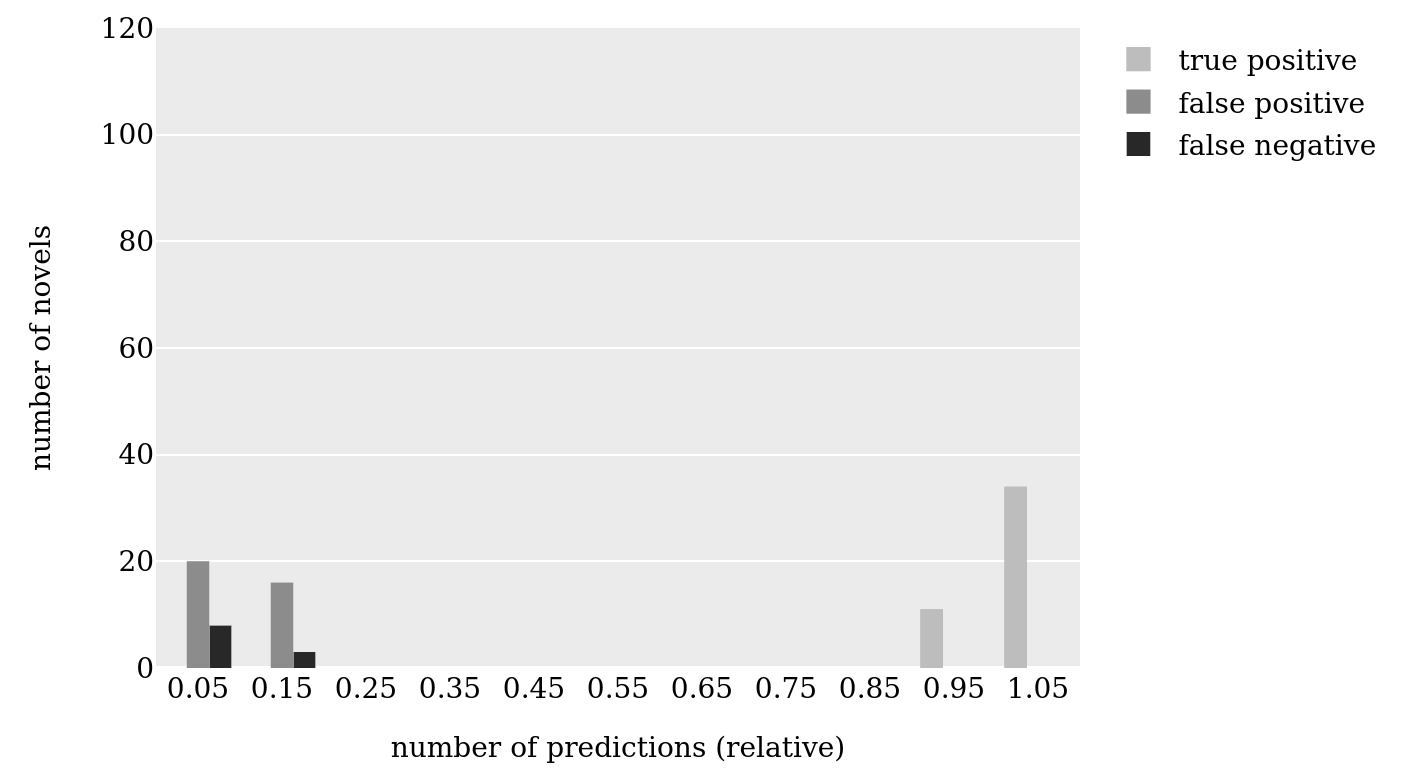 120
100
80
60
40
20
0
number of novels
0.05 0.15 0.25 0.35 0.45 0.55 0.65 0.75 0.85 0.95 1.05
number of predictions (relative)
true positive
false positive
false negative